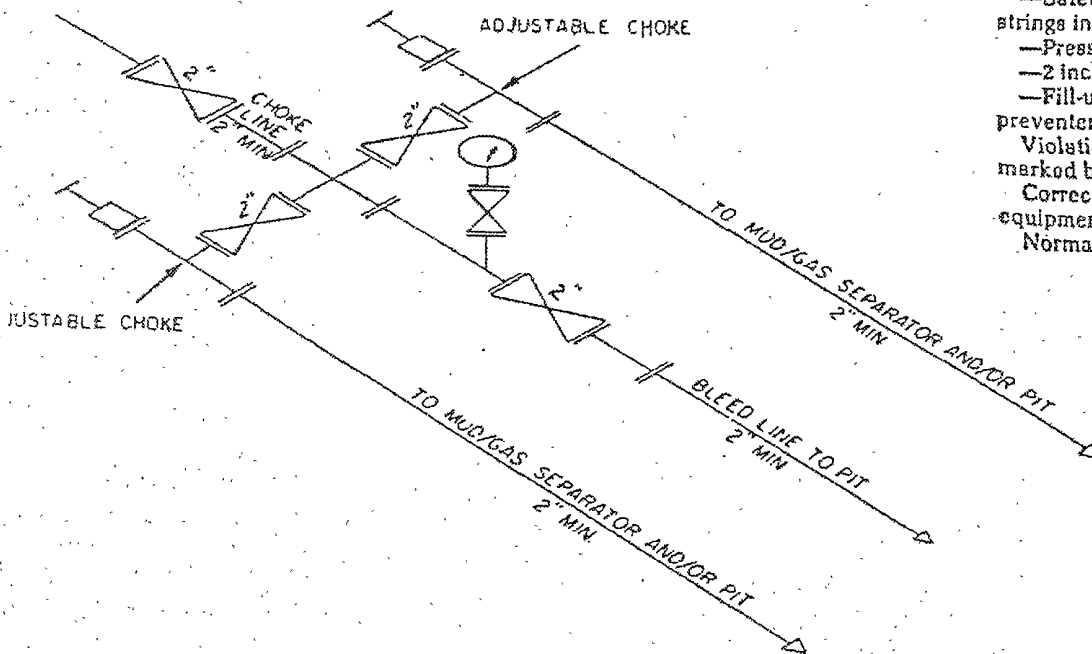 ADJUSTABLE CHOKE
2"
CHOKE
LINE
2" MIN
2"
2"
JUSTABLE CHOKE
2"
TO MUD/GAS SEPARATOR AND/OR PIT
2" MIN
BLEED LINE TO PIT
2" MIN
TO MUD/GAS SEPARATOR AND/OR PIT
2" MIN.
strings in
—Press
—2 inc
—Fill-u
preventer
Violati
marked b
Correc
equipmen
Norma